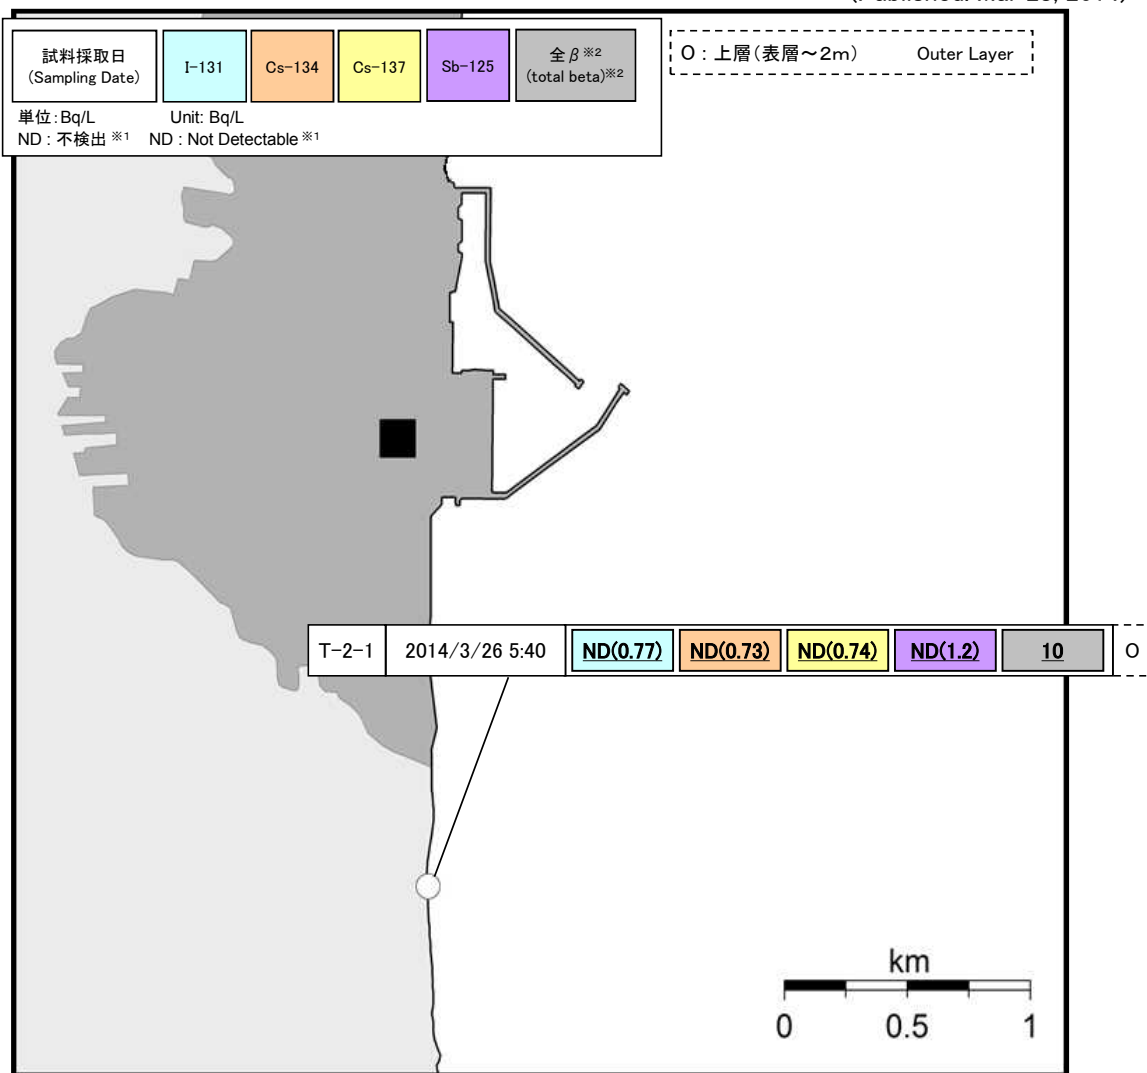 試料採取日
(Sampling Date)
I-131
Cs-134
Cs-137
Sb-125
全β※2
(total beta)※2
O : 上層(表層～2m) Outer Layer
単位:Bq/L Unit: Bq/L
ND : 不検出 ※1 ND : Not Detectable ※1
T-2-1 2014/3/26 5:40 ND(0.77) ND(0.73) ND(0.74) ND(1.2) 10 O
km
0 0.5 1